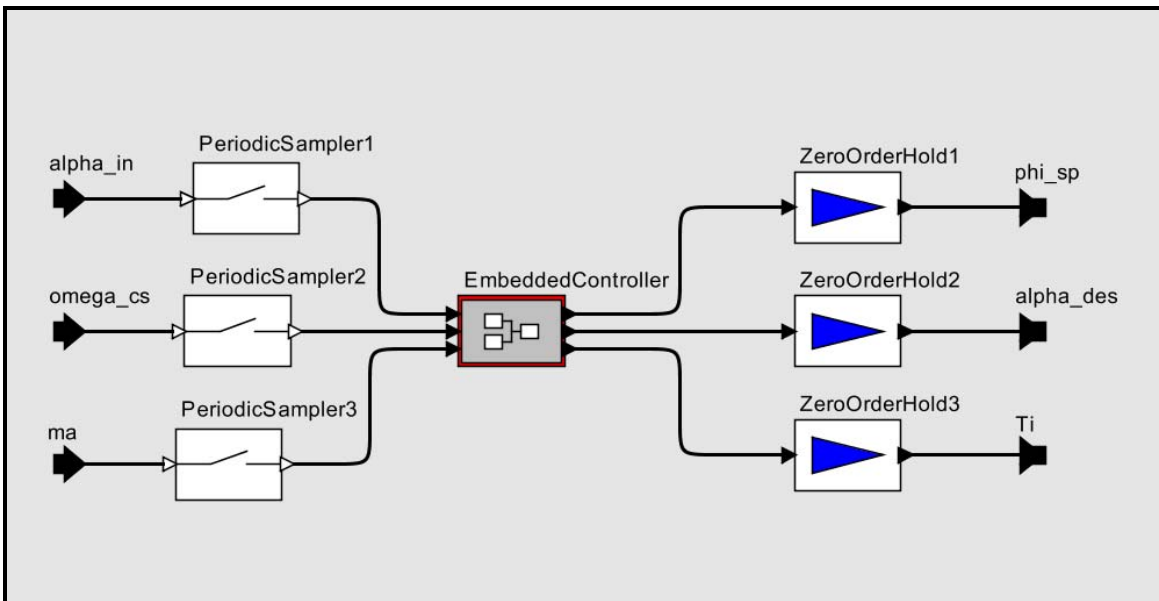 PeriodicSampler1
alpha_in
ZeroOrderHold1
phi_sp
PeriodicSampler2
EmbeddedController
ZeroOrderHold2
omega_cs
alpha_des
PeriodicSampler3
ZeroOrderHold3
ma
Ti